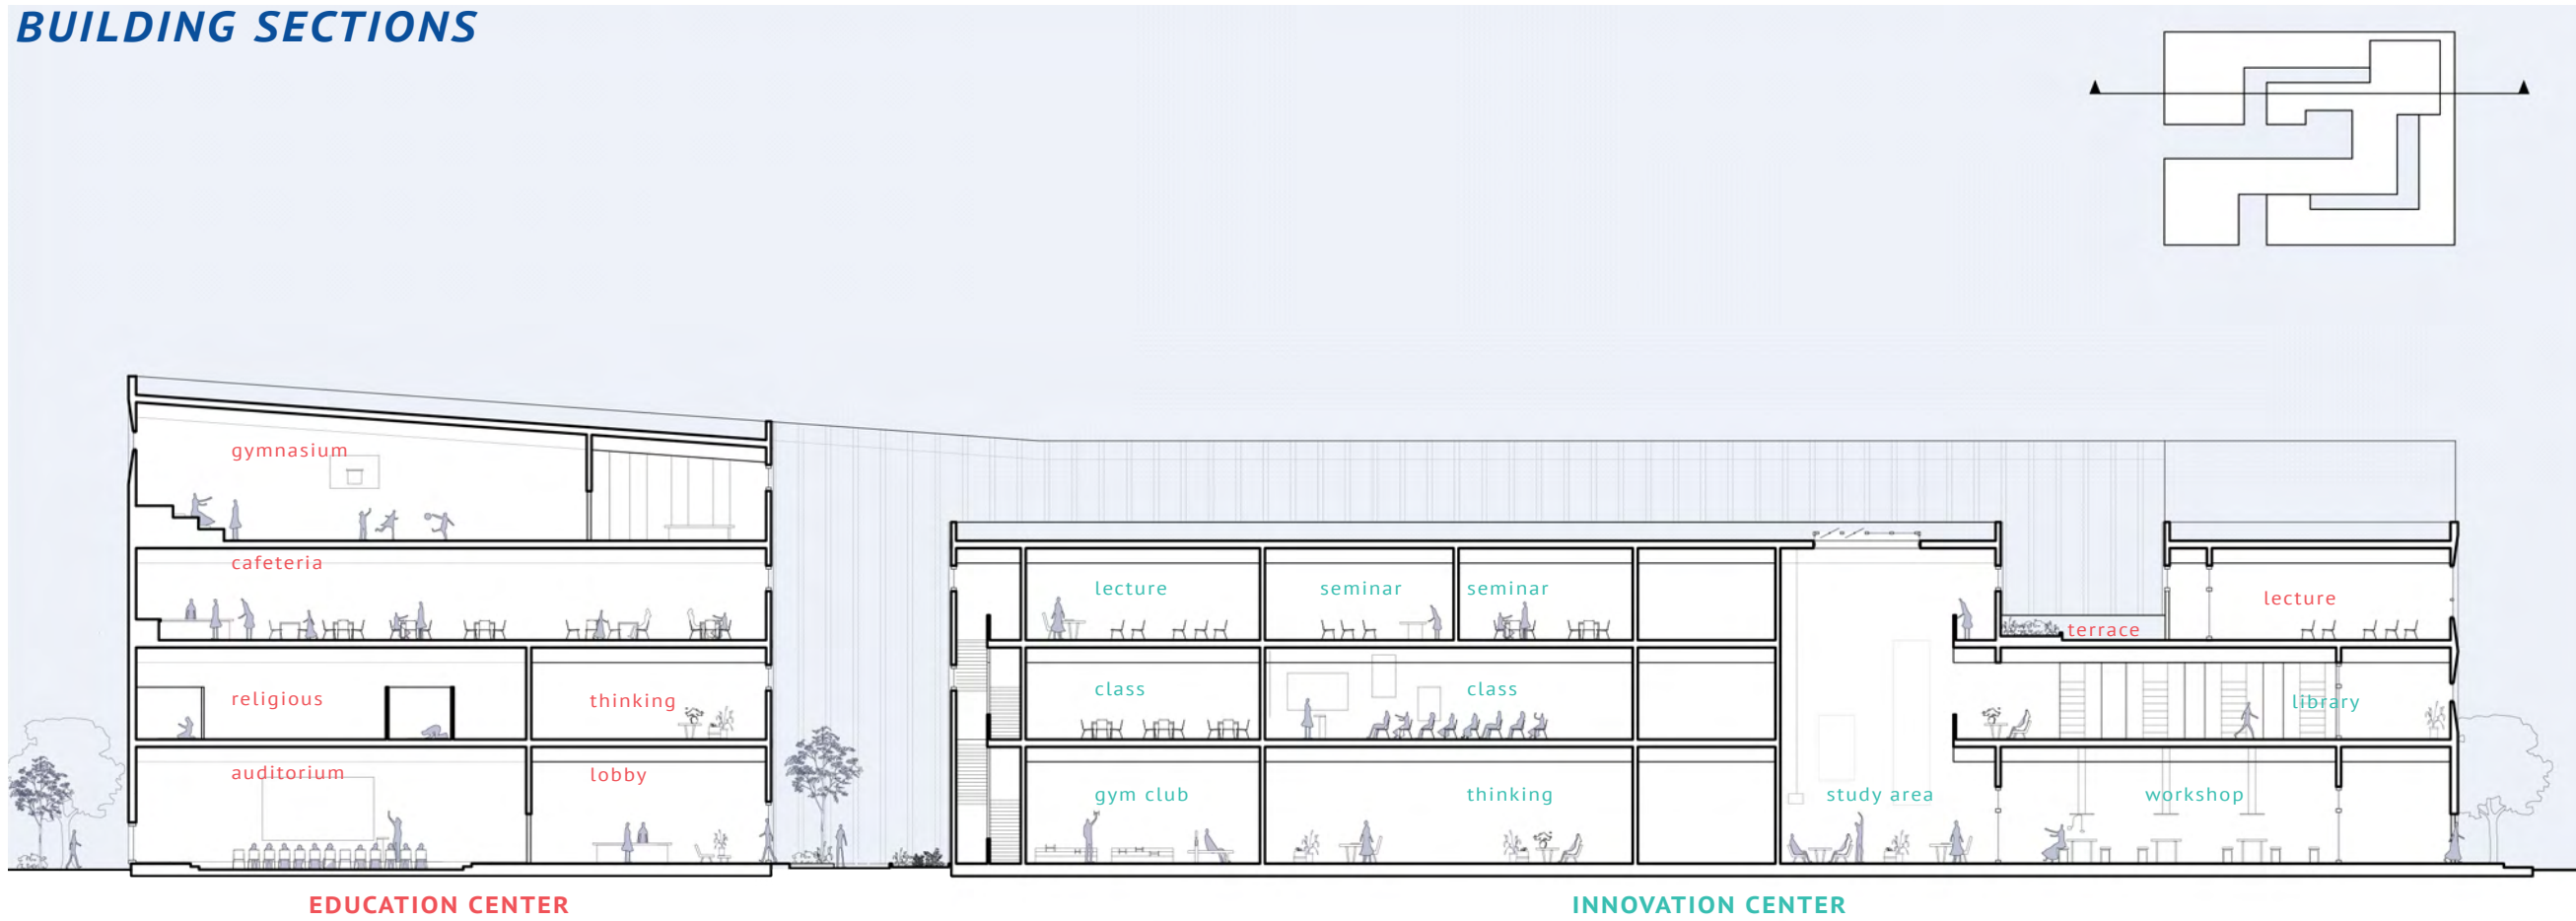 BUILDING SECTIONS
gymnasium
cafeteria
religious
thinking
auditorium
lobby
lecture
seminar
seminar
lecture
terrace
class
class
library
gym club
thinking
study area
workshop
EDUCATION CENTER
INNOVATION CENTER